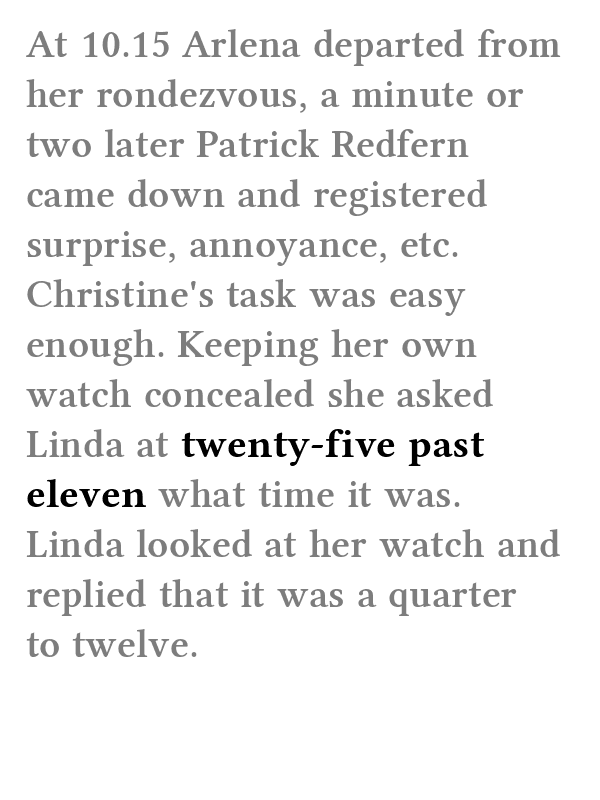 At 10.15 Arlena departed from
her rondezvous, a minute or
two later Patrick Redfern
came down and registered
surprise, annoyance, etc.
Christine's task was easy
enough. Keeping her own
watch concealed she asked
Linda at twenty-five past
eleven what time it was.
Linda looked at her watch and
replied that it was a quarter
to twelve.